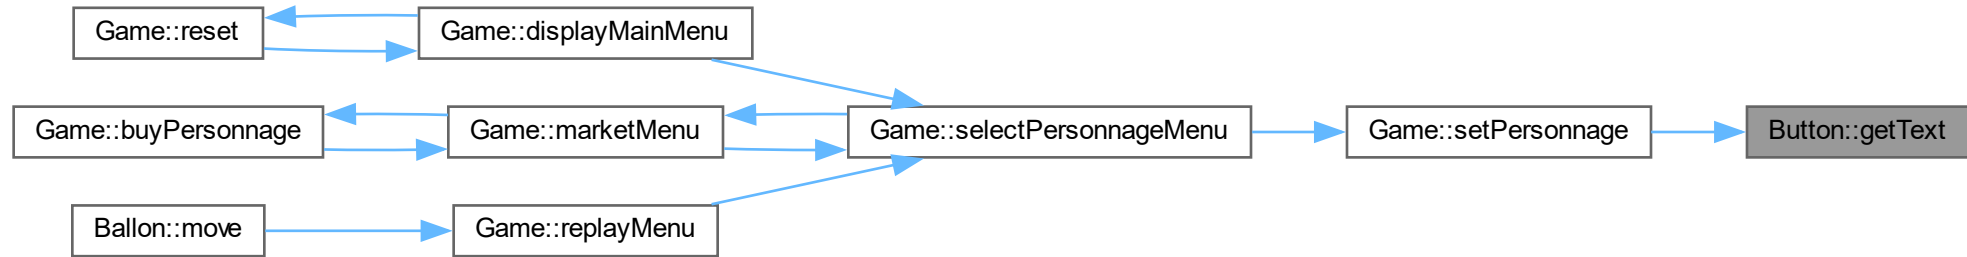 Game::reset
Game::displayMainMenu
Game::buyPersonnage
Game::marketMenu
Game::selectPersonnageMenu
Game::setPersonnage
Button::getText
Ballon::move
Game::replayMenu